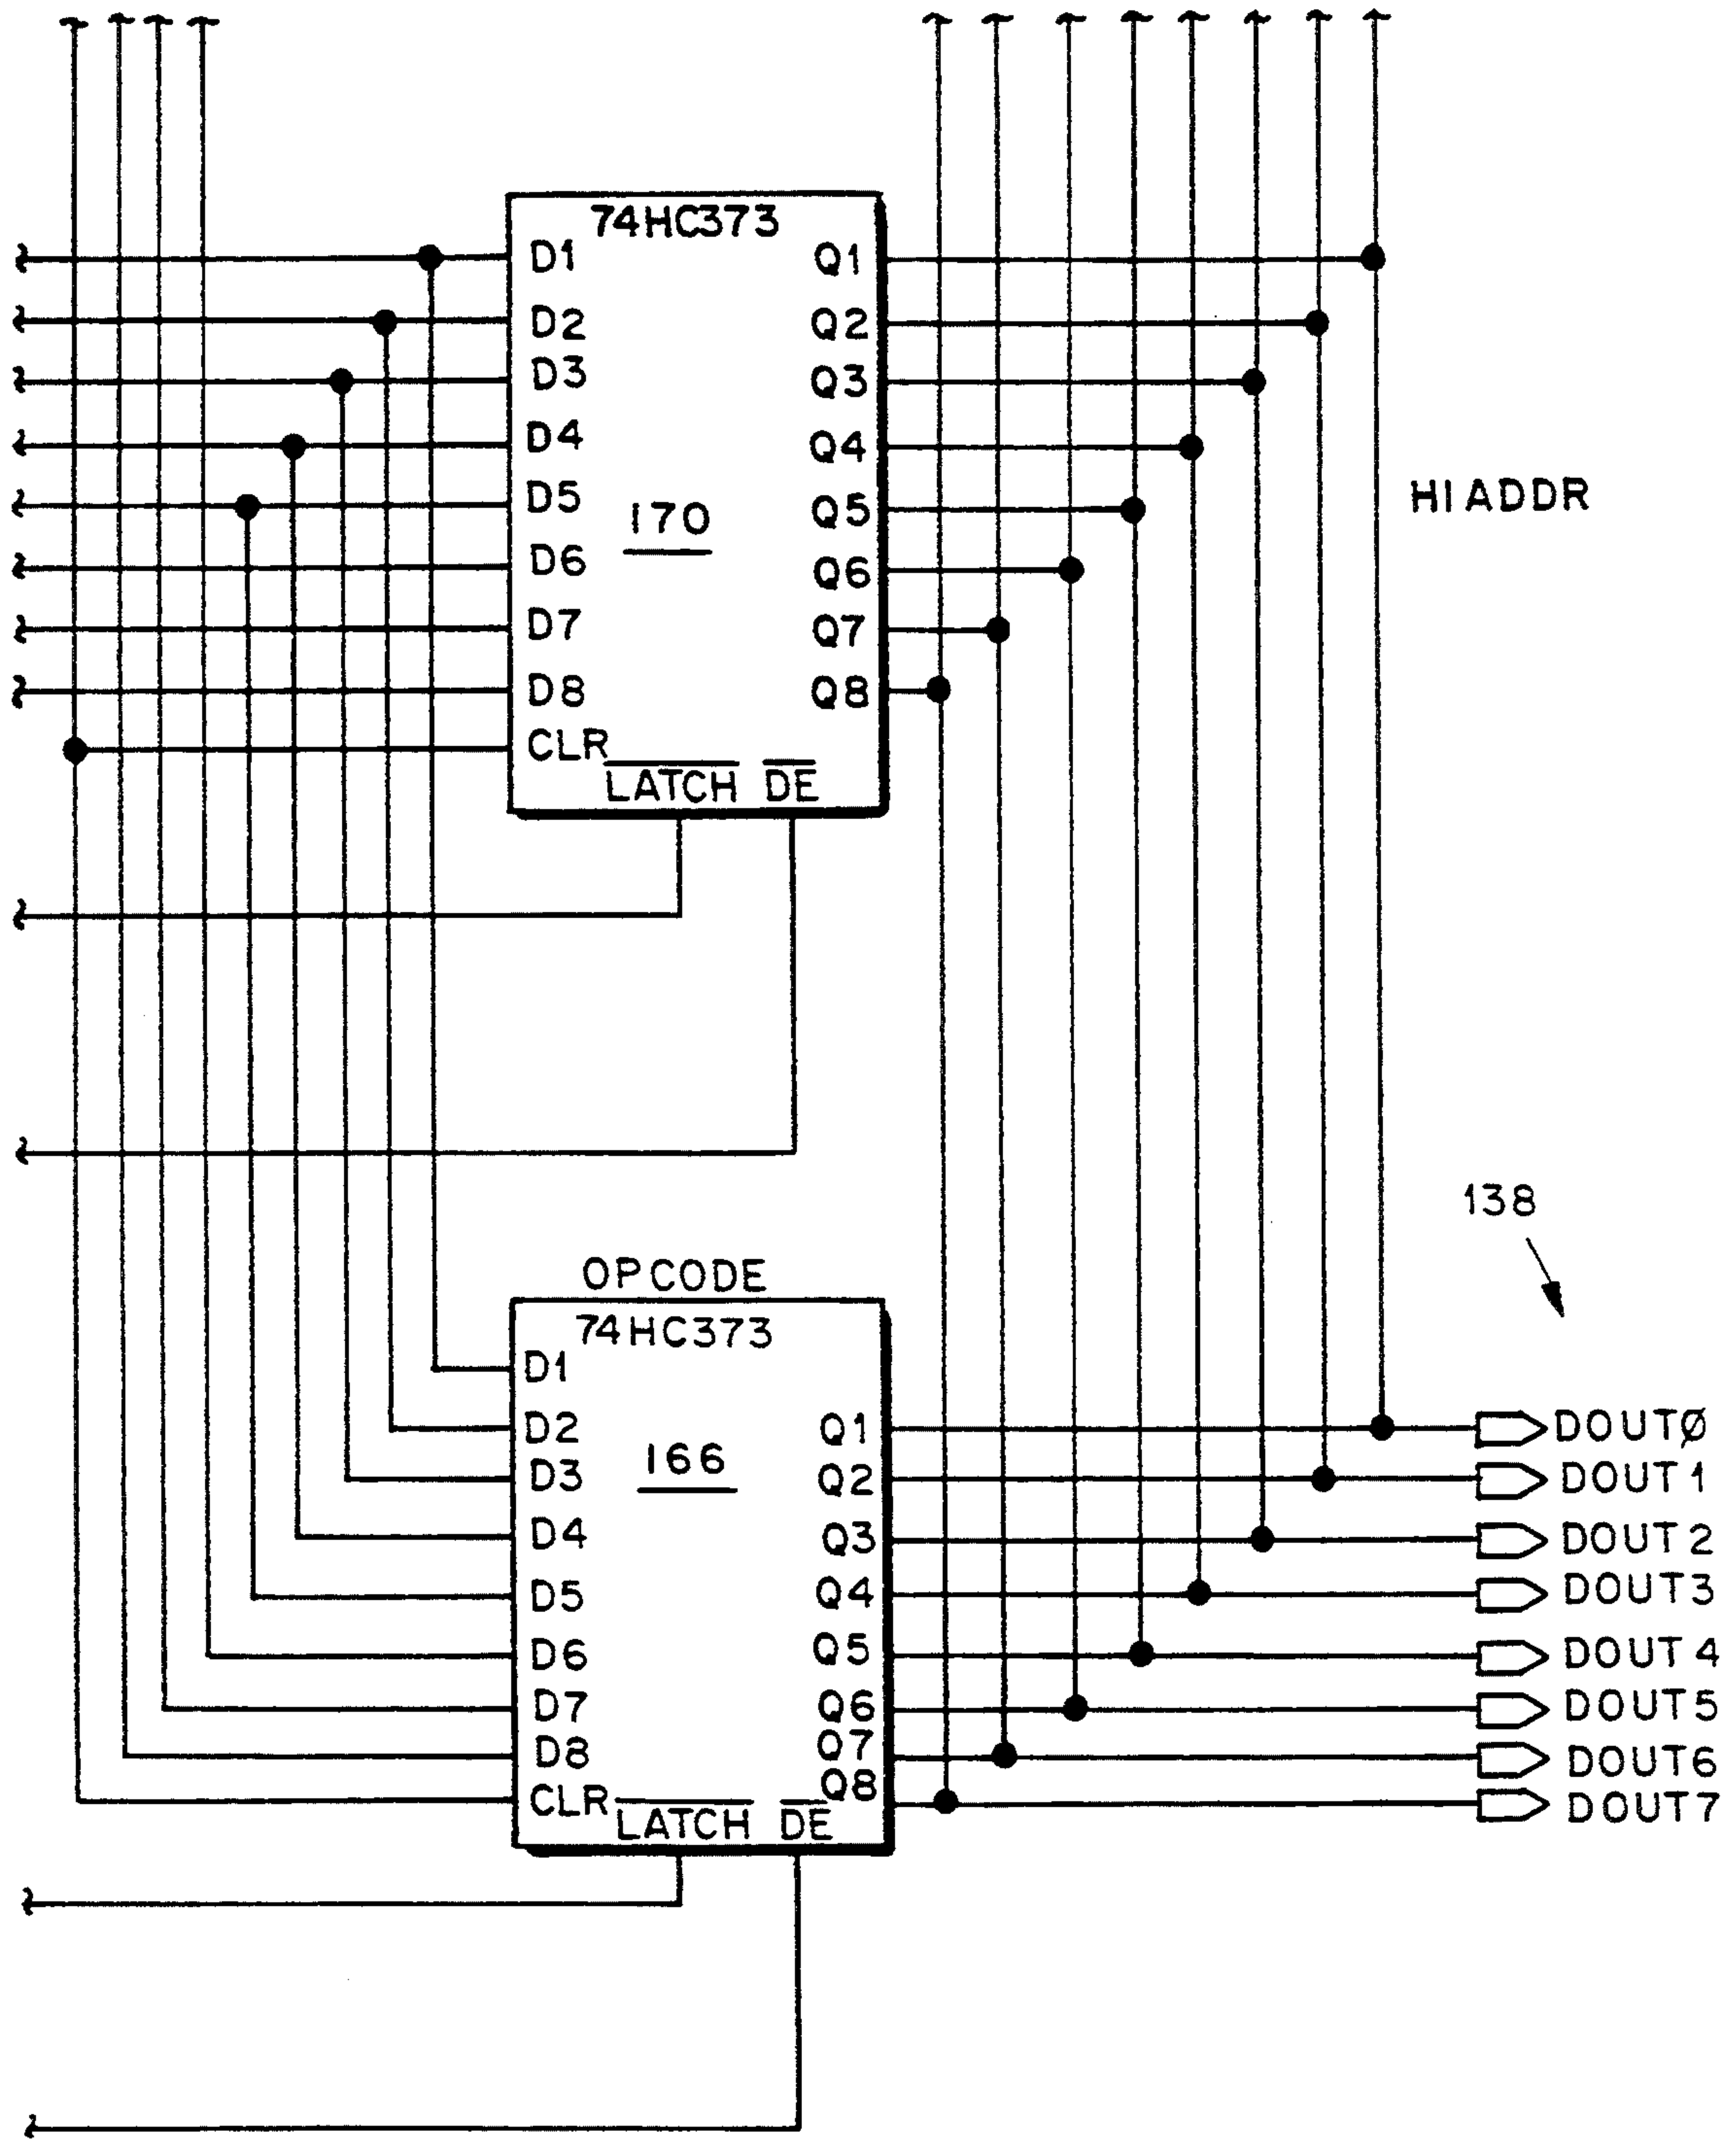 74HC373
D1 Q1
D2 Q2
D3 Q3
D4 Q4
D5 Q5
170
HIADDR
D6 Q6
D7 Q7
D8 Q8
CLR
LATCH DE
138
OPCODE
74HC373
D1
D2 Q1 DOUTØ
166
D3 Q2 DOUT1
D4 Q3 DOUT2
D5 Q4 DOUT3
D6 Q5 DOUT4
D7 Q6 DOUT5
D8 Q7 DOUT6
CLR Q8 DOUT7
LATCH DE